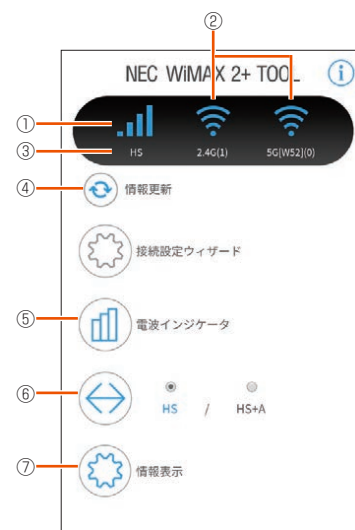 ②
NEC WiMAX 2+ TOOL
i
①
③
HS
2.4G(1)
5G[W52](0)
④
情報更新
接続設定ウィザード
⑤
電波インジケータ
⑥
HS / HS+A
⑦
情報表示